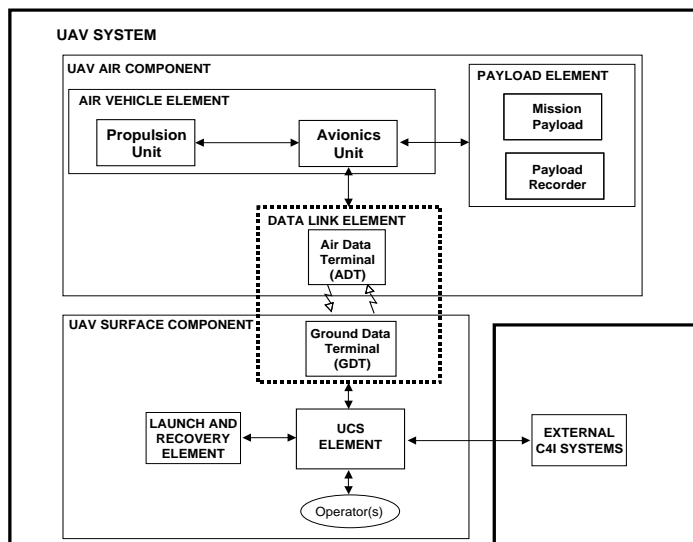 UAV SYSTEM
UAV AIR COMPONENT
AIR VEHICLE ELEMENT
Propulsion
Unit
Avionics
Unit
PAYLOAD ELEMENT
Mission
Payload
Payload
Recorder
DATA LINK ELEMENT
Air Data
Terminal
(ADT)
UAV SURFACE COMPONENT
Ground Data
Terminal
(GDT)
LAUNCH AND
RECOVERY
ELEMENT
UCS
ELEMENT
EXTERNAL
C4I SYSTEMS
Operator(s)